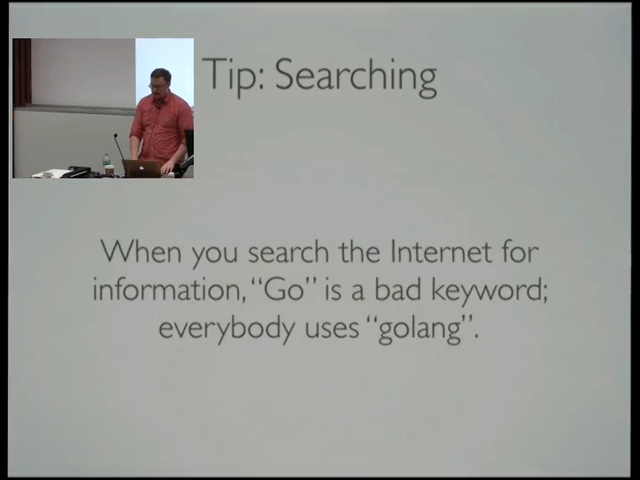 Tip: Searching
When you search the Internet for
information, “Go” is a bad keyword;
everybody uses “golang”.